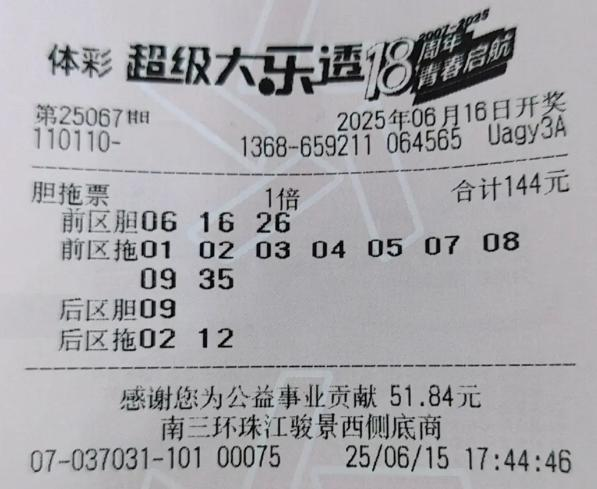 体彩 超级大乐透 18 2007-2025 周年 青春启航
第25067期 2025年06月16日开奖
110110- 1368-659211 064565 Uagy3A
胆拖票 1倍 合计144元
前区胆06 16 26
前区拖01 02 03 04 05 07 08
09 35
后区胆09
后区拖02 12
感谢您为公益事业贡献 51.84元
南三环珠江骏景西侧底商
07-037031-101 00075 25/06/15 17:44:46